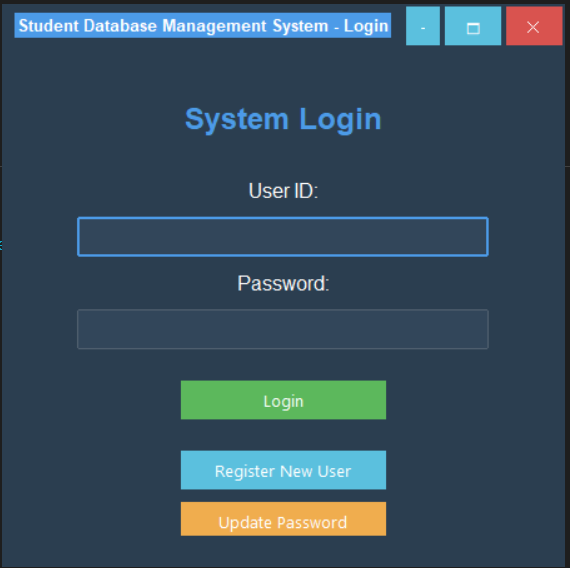 Student Database Management System - Login
System Login
User ID:
Password:
Login
Register New User
Update Password